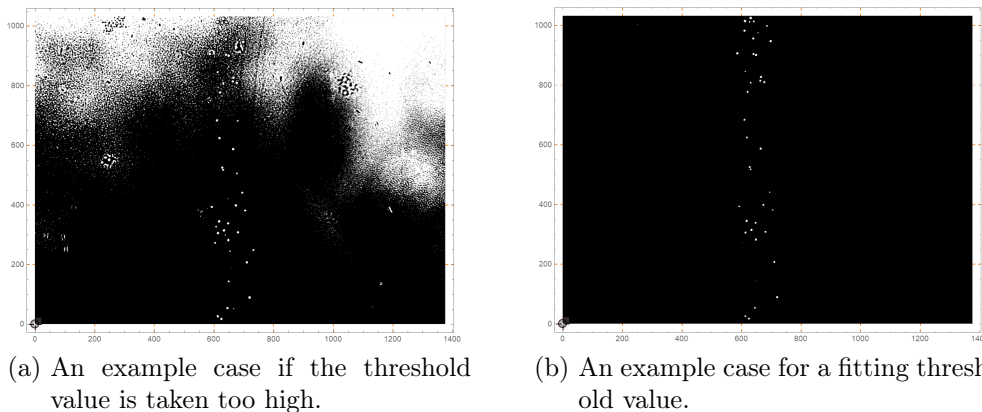 1000
800
600
400
200
0
0 200 400 600 800 1000 1200 1400
(a) An example case if the threshold
value is taken too high.
1000
800
600
400
200
0
0 200 400 600 800 1000 1200 1400
(b) An example case for a fitting thresh
old value.